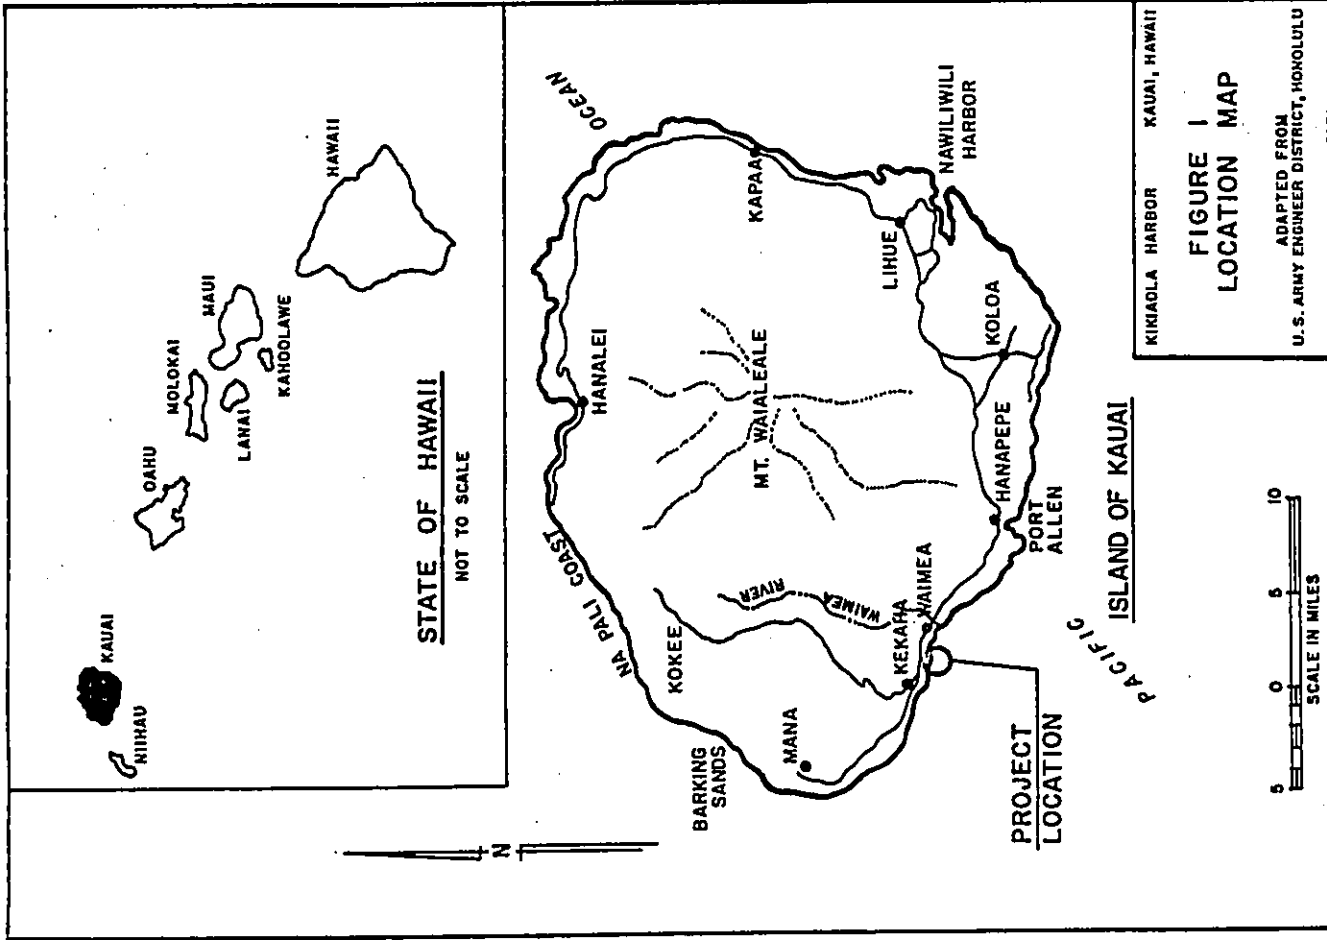 NIIHAU
KAUAI
OAHU
MOLOKAI
LANAI
MAUI
KAHOOLAWE
HAWAII
STATE OF HAWAII
NOT TO SCALE
N
OCEAN
NA PALI COAST
HANALEI
KAPAA
KOKEE
BARKING
SANDS
MANA
MT. WAIALEALE
WAIMEA RIVER
LIHUE
NAWILIWILI
HARBOR
KEKAHA
WAIMEA
HANAPEPE
KOLOA
PORT
ALLEN
PROJECT
LOCATION
PACIFIC
ISLAND OF KAUAI
5 0 5 10
SCALE IN MILES
KIKIAOLA HARBOR KAUAI, HAWAII
FIGURE 1
LOCATION MAP
ADAPTED FROM
U.S. ARMY ENGINEER DISTRICT, HONOLULU